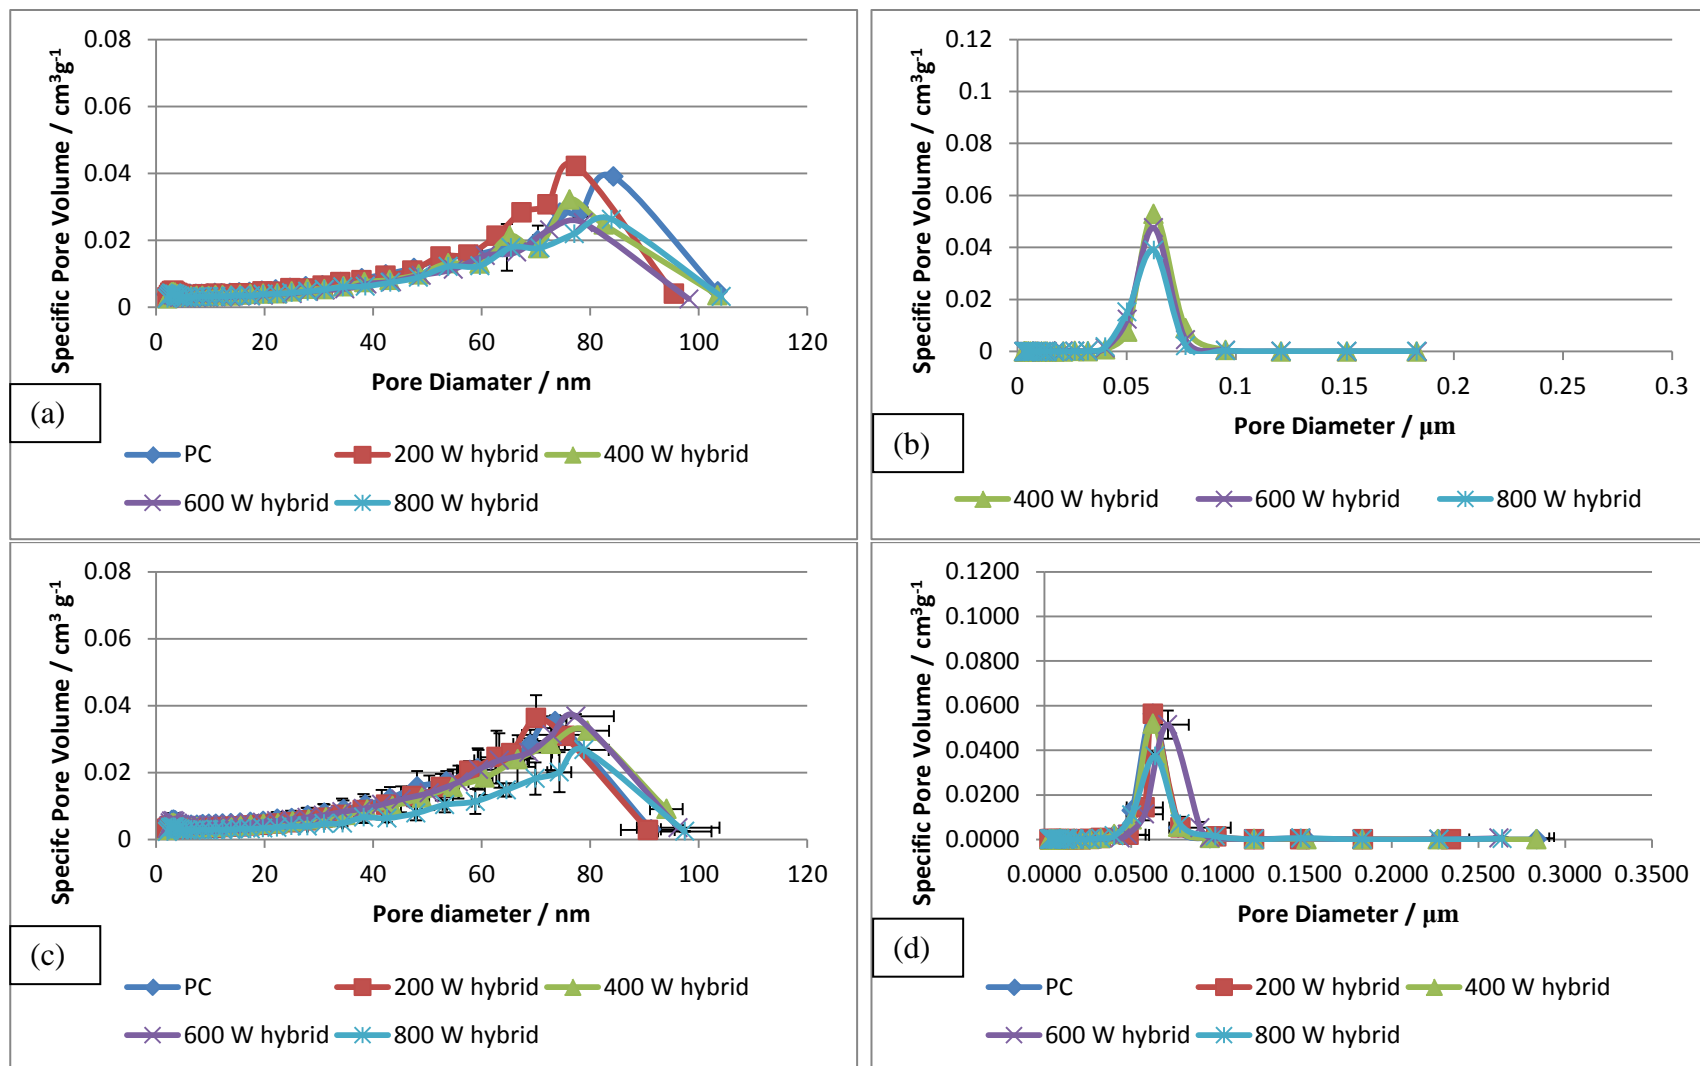 Specific Pore Volume / cm³g⁻¹
0.08
0.06
0.04
0.02
0
0 20 40 60 80 100 120
Pore Diamater / nm
(a)
PC 200 W hybrid 400 W hybrid
600 W hybrid 800 W hybrid
Specific Pore Volume / cm³g⁻¹
0.12
0.1
0.08
0.06
0.04
0.02
0
0 0.05 0.1 0.15 0.2 0.25 0.3
Pore Diameter / µm
(b)
400 W hybrid 600 W hybrid 800 W hybrid
Specific Pore Volume / cm³ g⁻¹
0.08
0.06
0.04
0.02
0
0 20 40 60 80 100 120
Pore diameter / nm
(c)
PC 200 W hybrid 400 W hybrid
600 W hybrid 800 W hybrid
Specific Pore Volume / cm³g⁻¹
0.1200
0.1000
0.0800
0.0600
0.0400
0.0200
0.0000
0.0000 0.0500 0.1000 0.1500 0.2000 0.2500 0.3000 0.3500
Pore Diameter / µm
(d)
PC 200 W hybrid 400 W hybrid
600 W hybrid 800 W hybrid